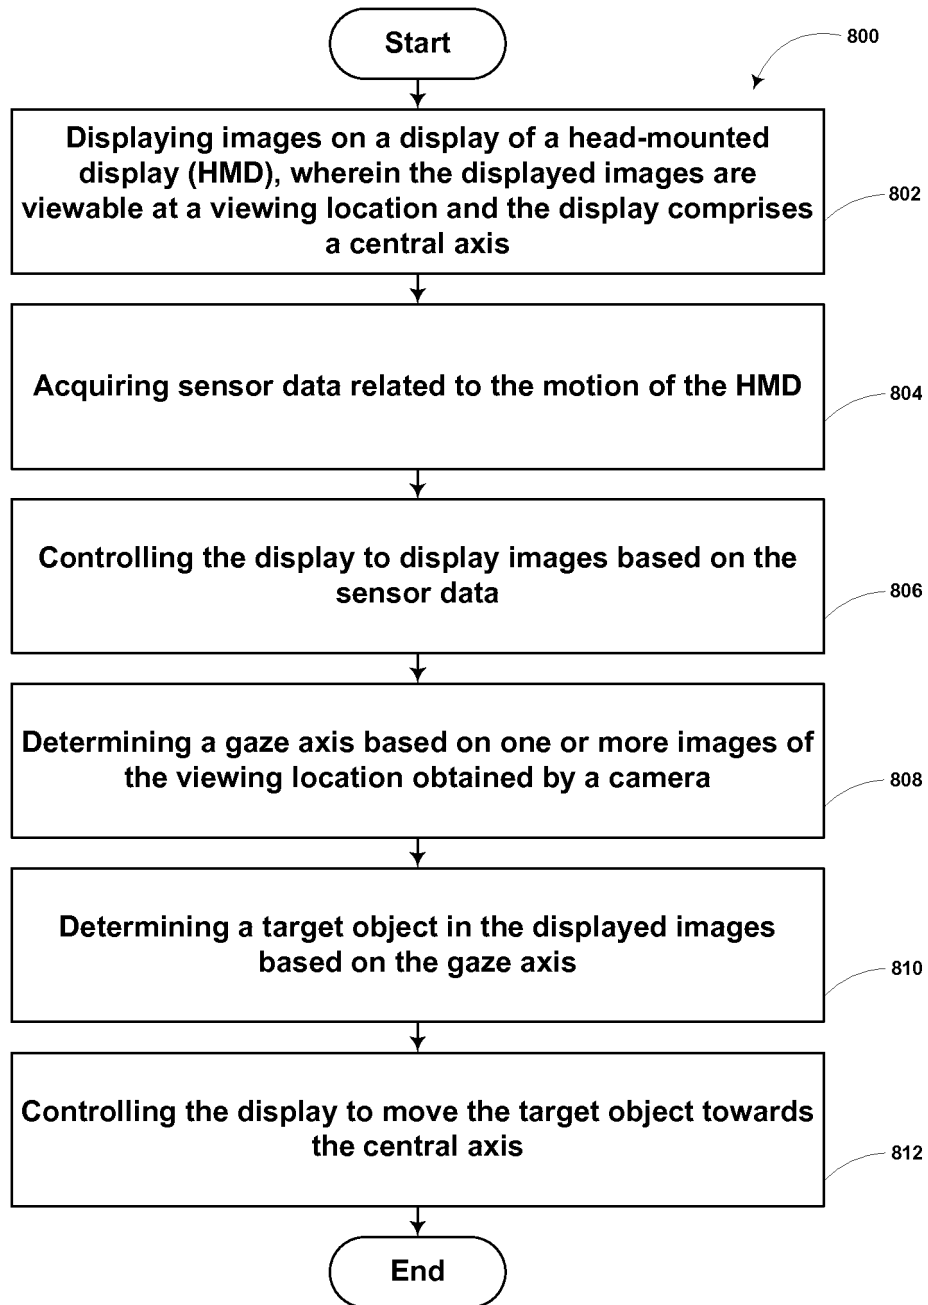 Start
800
Displaying images on a display of a head-mounted
display (HMD), wherein the displayed images are
viewable at a viewing location and the display comprises
a central axis
802
Acquiring sensor data related to the motion of the HMD
804
Controlling the display to display images based on the
sensor data
806
Determining a gaze axis based on one or more images of
the viewing location obtained by a camera
808
Determining a target object in the displayed images
based on the gaze axis
810
Controlling the display to move the target object towards
the central axis
812
End